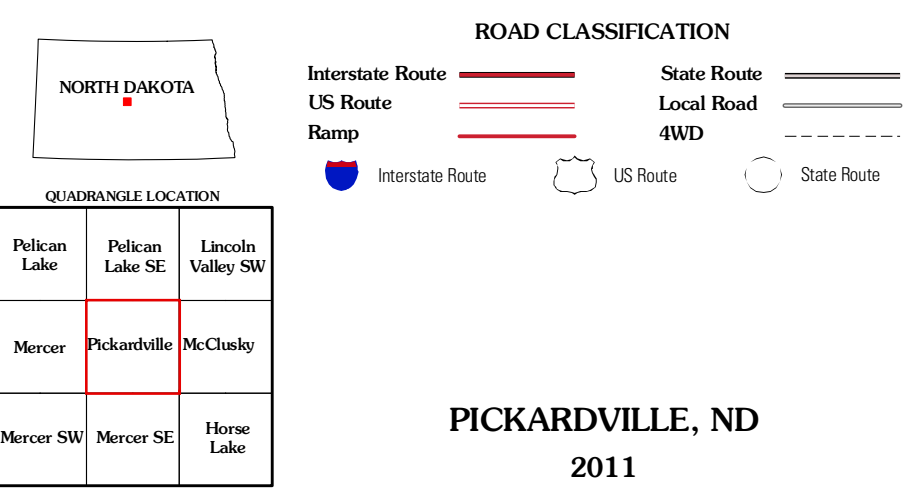 NORTH DAKOTA
QUADRANGLE LOCATION
Pelican
Lake
Pelican
Lake SE
Lincoln
Valley SW
Mercer
Pickardville
McClusky
Mercer SW
Mercer SE
Horse
Lake
ROAD CLASSIFICATION
Interstate Route
State Route
US Route
Local Road
Ramp
4WD
Interstate Route
US Route
State Route
PICKARDVILLE, ND
2011